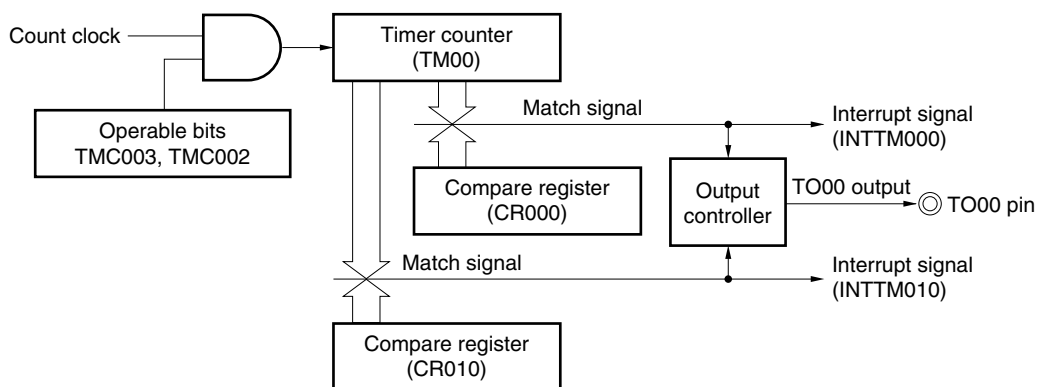 Count clock
Timer counter
(TM00)
Operable bits
TMC003, TMC002
Match signal
Interrupt signal
(INTTM000)
Compare register
(CR000)
Output
controller
TO00 output
TO00 pin
Match signal
Interrupt signal
(INTTM010)
Compare register
(CR010)